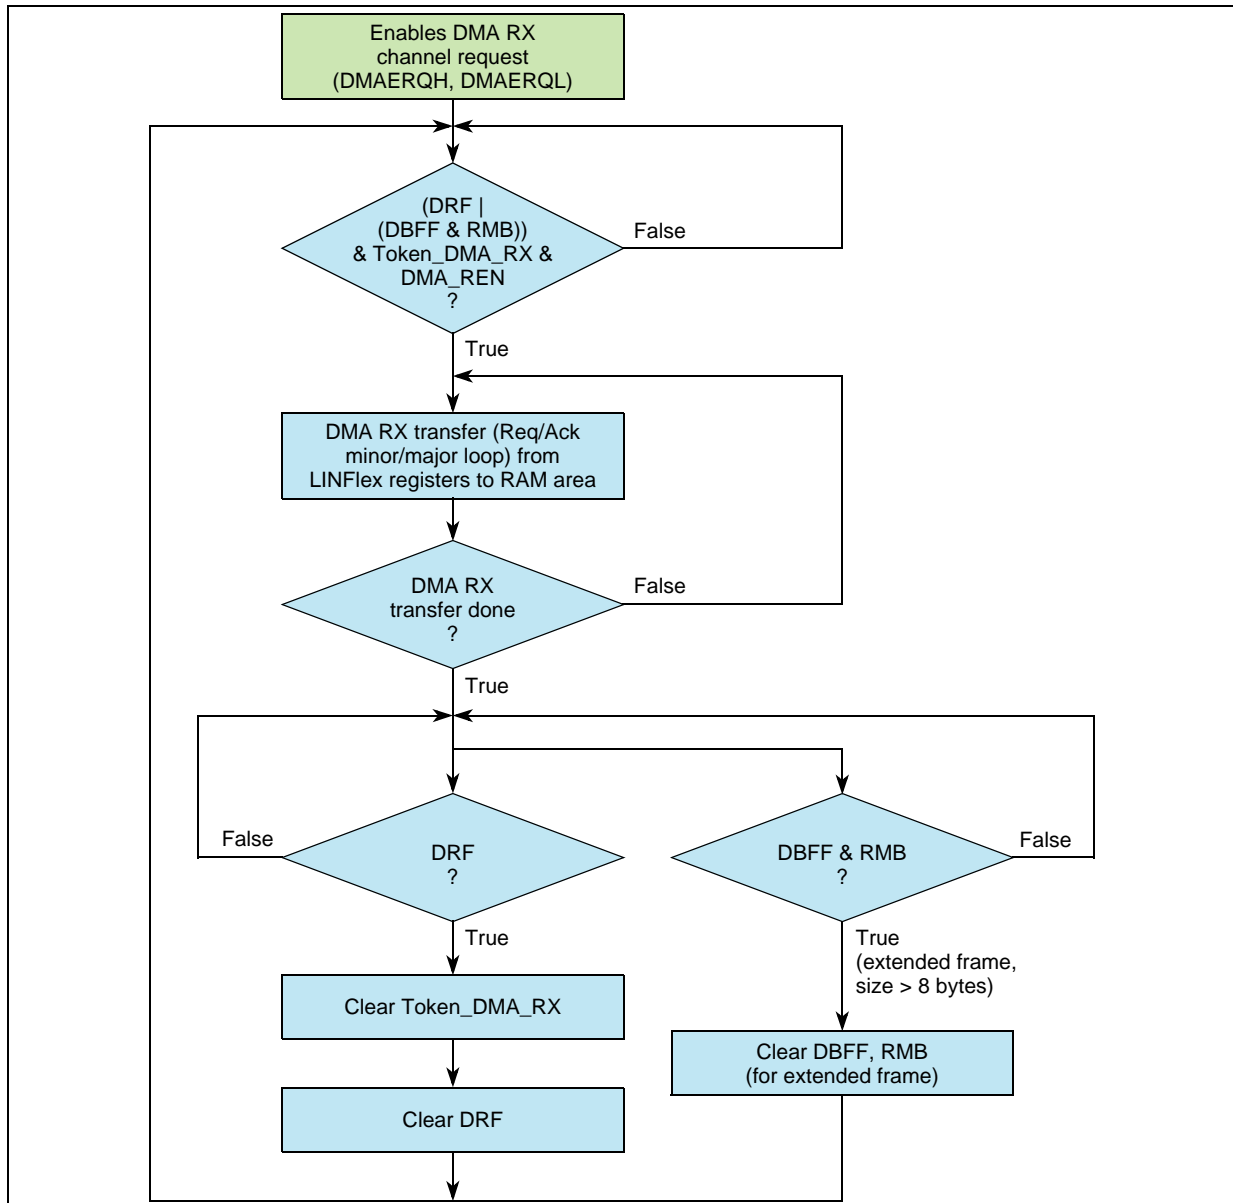 Enables DMA RX
channel request
(DMAERQH, DMAERQL)
(DRF |
(DBFF & RMB))
& Token_DMA_RX &
DMA_REN
?
False
True
DMA RX transfer (Req/Ack
minor/major loop) from
LINFlex registers to RAM area
DMA RX
transfer done
?
False
True
False
DRF
?
DBFF & RMB
?
False
True
True
(extended frame,
size > 8 bytes)
Clear Token_DMA_RX
Clear DBFF, RMB
(for extended frame)
Clear DRF